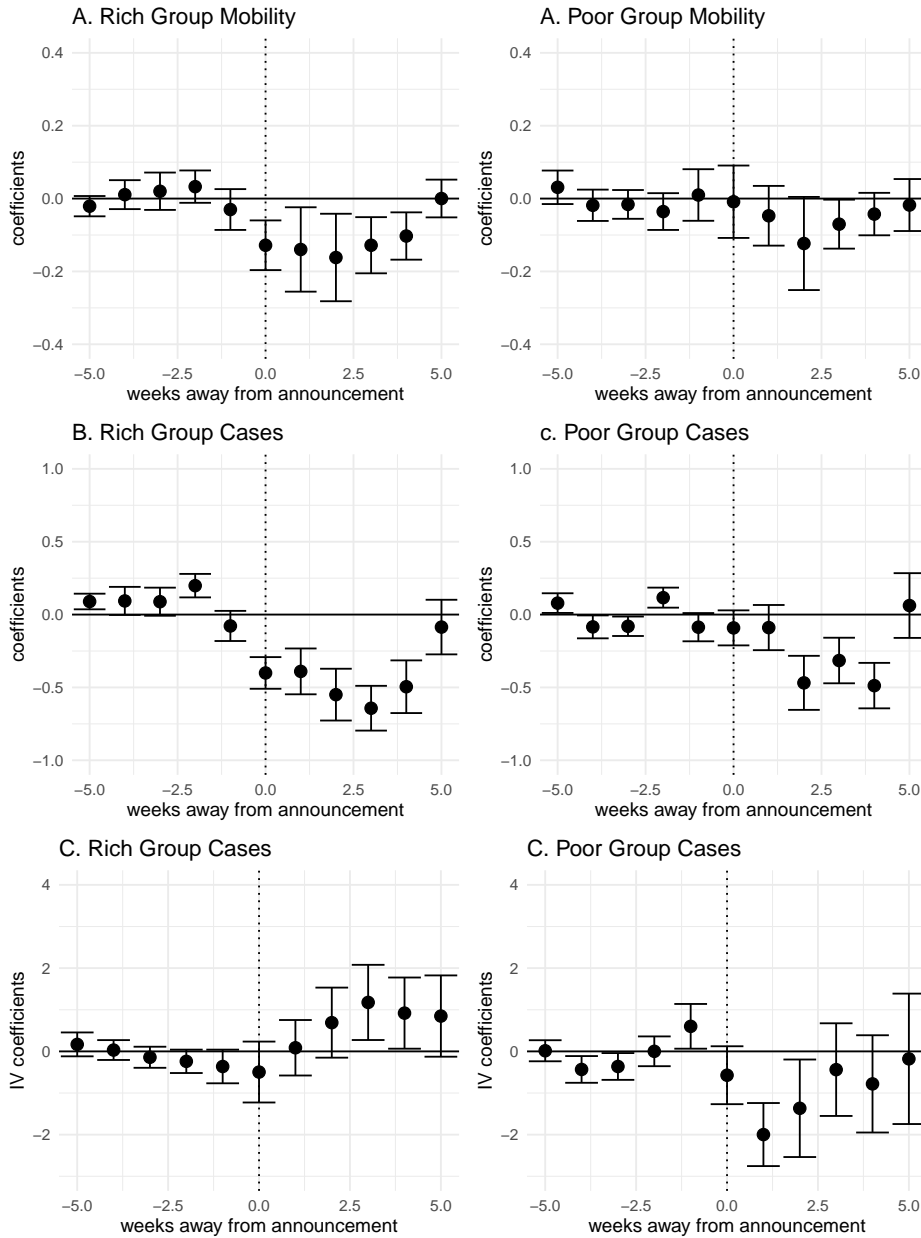 A. Rich Group Mobility
0.4
0.2
0.0
−0.2
−0.4
coefficients
−5.0 −2.5 0.0 2.5 5.0
weeks away from announcement
A. Poor Group Mobility
0.4
0.2
0.0
−0.2
−0.4
coefficients
−5.0 −2.5 0.0 2.5 5.0
weeks away from announcement
B. Rich Group Cases
1.0
0.5
0.0
−0.5
−1.0
coefficients
−5.0 −2.5 0.0 2.5 5.0
weeks away from announcement
c. Poor Group Cases
1.0
0.5
0.0
−0.5
−1.0
coefficients
−5.0 −2.5 0.0 2.5 5.0
weeks away from announcement
C. Rich Group Cases
4
2
0
−2
IV coefficients
−5.0 −2.5 0.0 2.5 5.0
weeks away from announcement
C. Poor Group Cases
4
2
0
−2
IV coefficients
−5.0 −2.5 0.0 2.5 5.0
weeks away from announcement